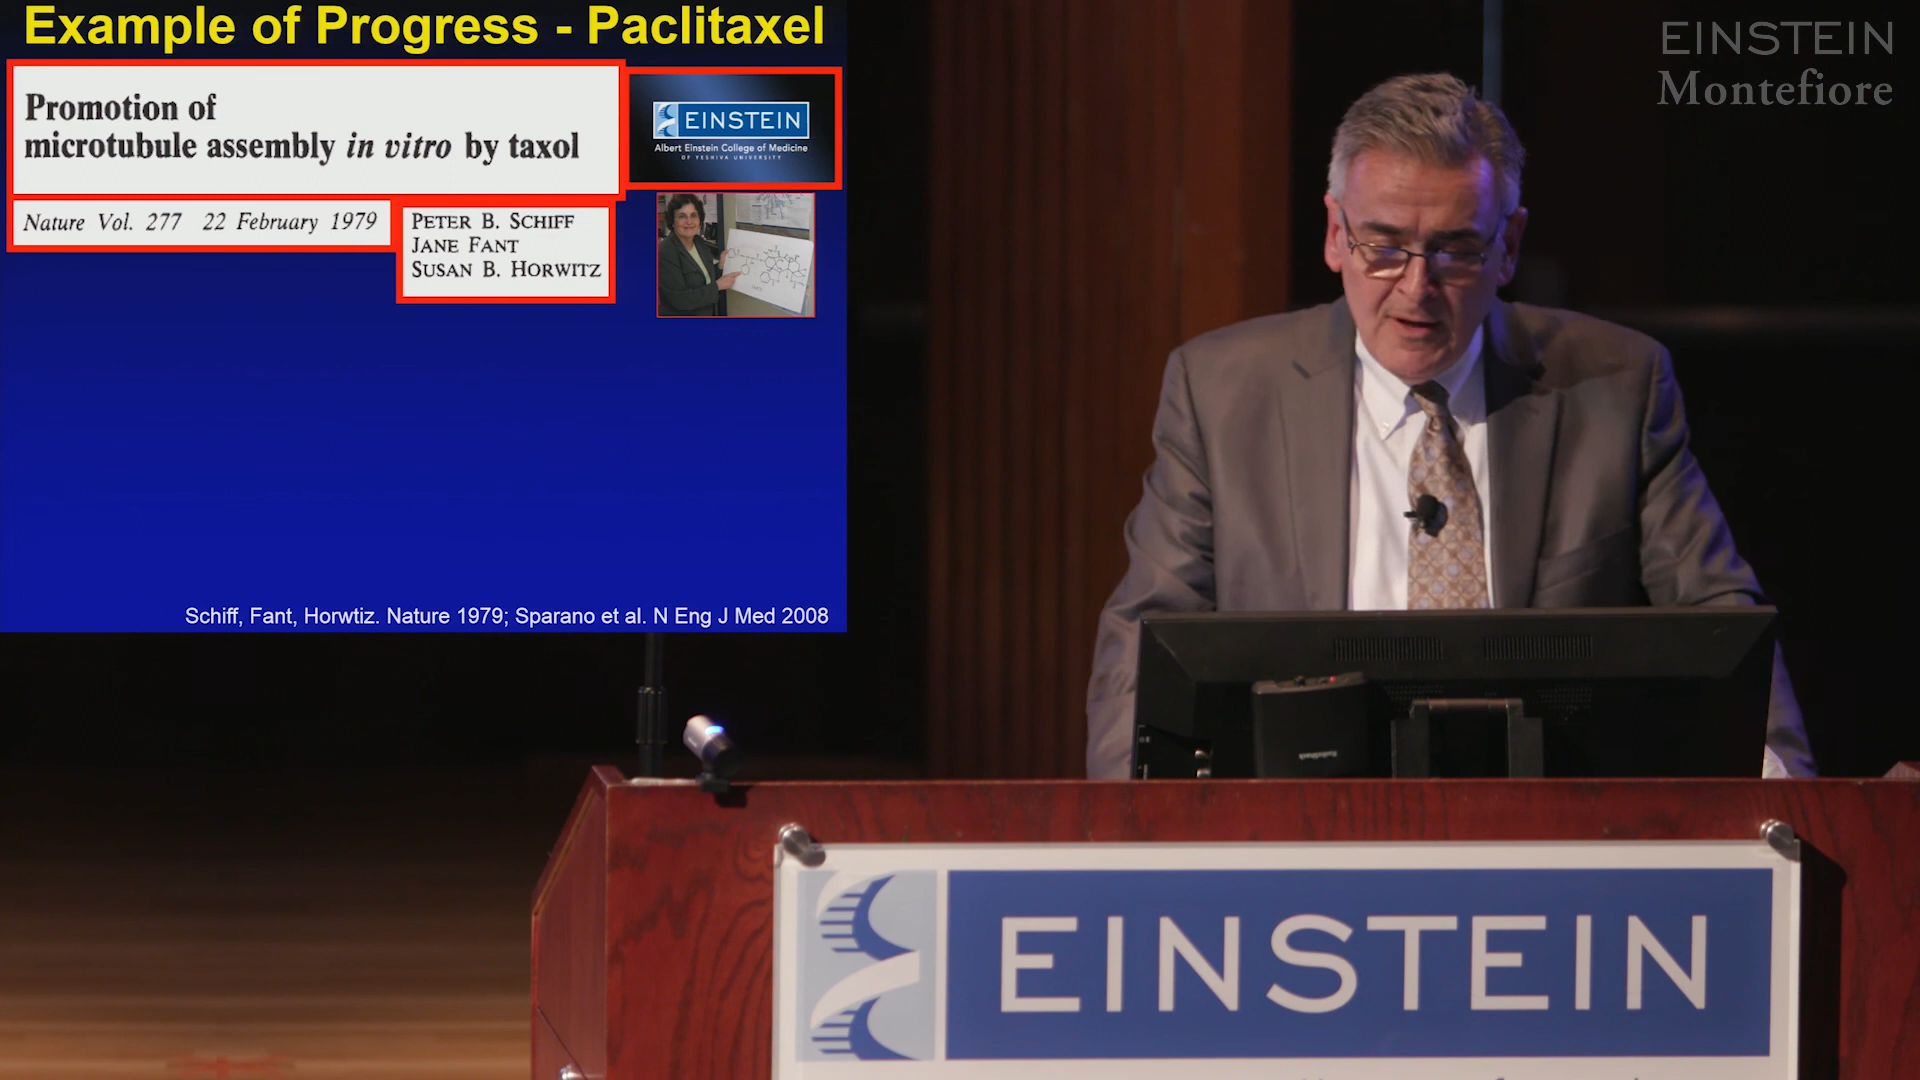 Example of Progress - Paclitaxel
Promotion of
microtubule assembly in vitro by taxol
EINSTEIN
Albert Einstein College of Medicine
OF YESHIVA UNIVERSITY
Nature Vol. 277 22 February 1979
PETER B. SCHIFF
JANE FANT
SUSAN B. HORWITZ
Schiff, Fant, Horwtiz. Nature 1979; Sparano et al. N Eng J Med 2008
EINSTEIN
Montefiore
EINSTEIN